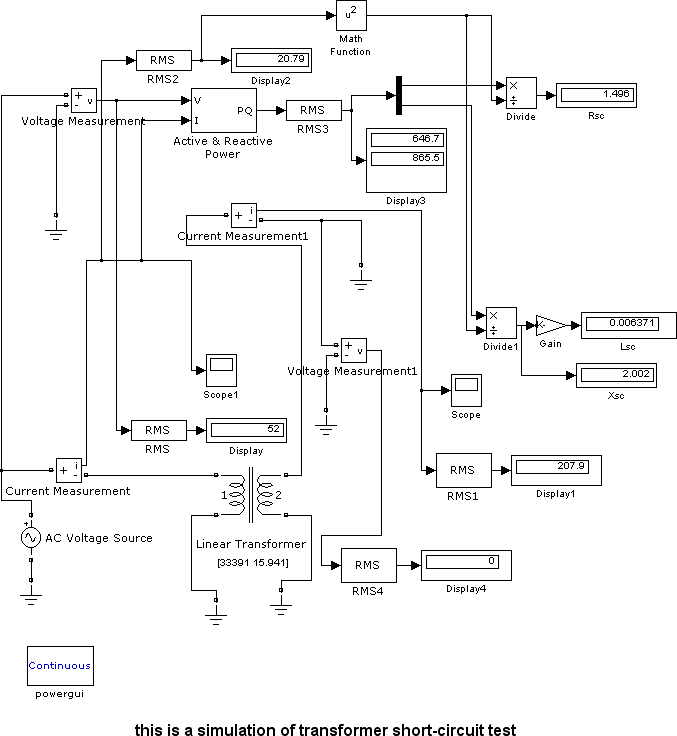 u²
Math
Function
RMS
RMS2
20.79
Display2
+
-
v
Voltage Measurement
V
I
PQ
Active & Reactive
Power
RMS
RMS3
×
÷
Divide
1.496
Rsc
646.7
865.5
Display3
+
-
i
Current Measurement1
×
÷
Divide1
K-
Gain
0.006371
Lsc
2.002
Xsc
+
-
v
Voltage Measurement1
Scope1
Scope
RMS
RMS
52
Display
+
-
i
Current Measurement
RMS
RMS1
207.9
Display1
1
2
Linear Transformer
[33391 15.941]
+
AC Voltage Source
RMS
RMS4
0
Display4
Continuous
powergui
this is a simulation of transformer short-circuit test